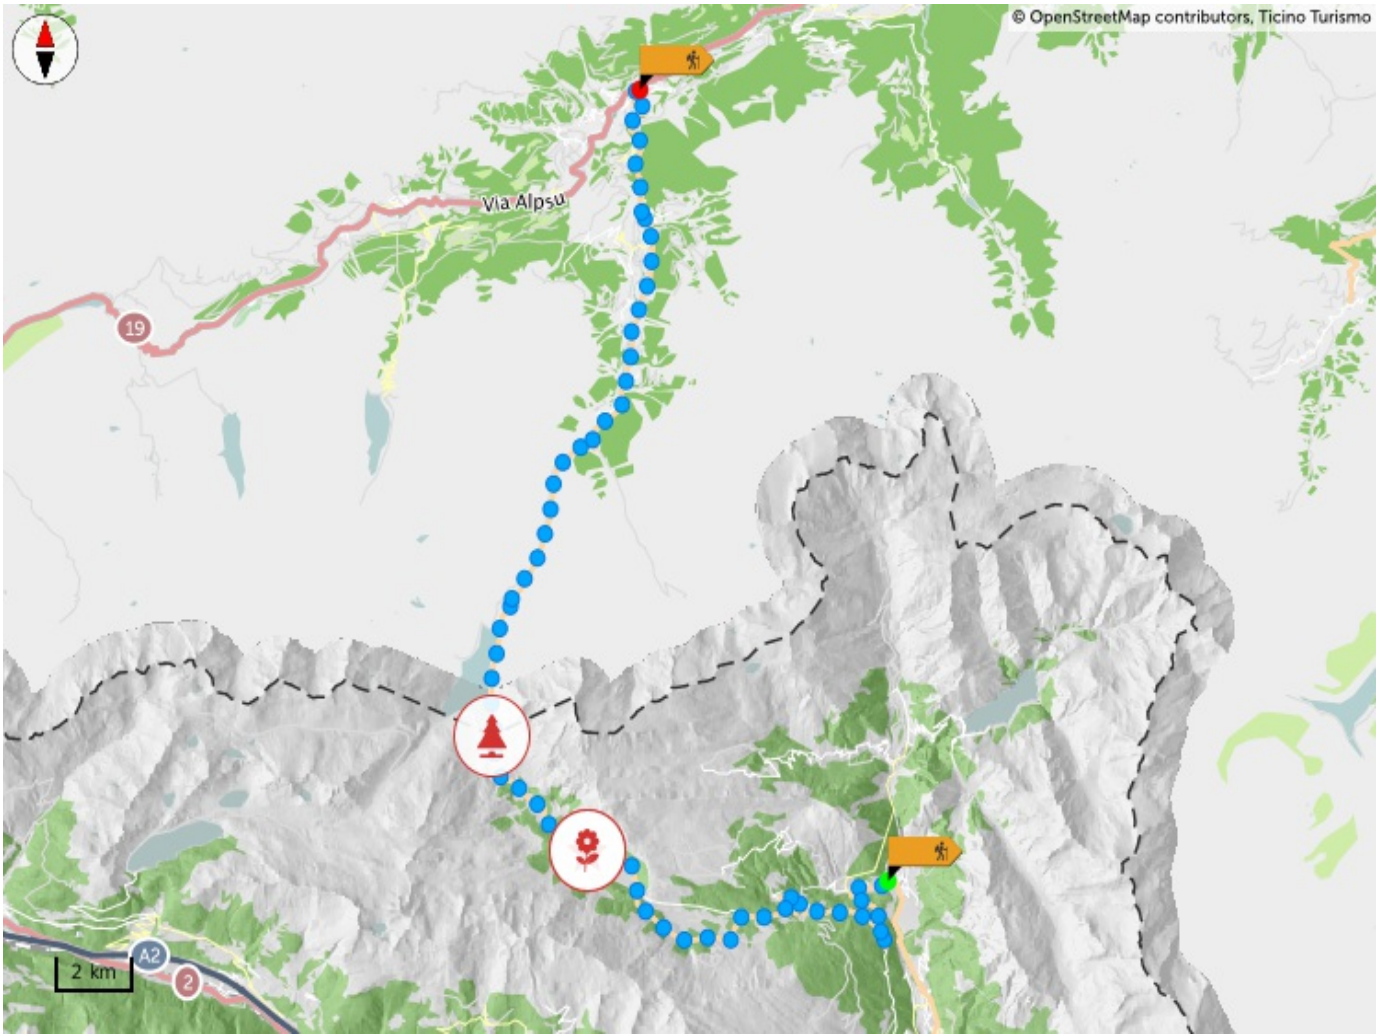 © OpenStreetMap contributors, Ticino Turismo
Via Alpsu
19
A2
2 km
2